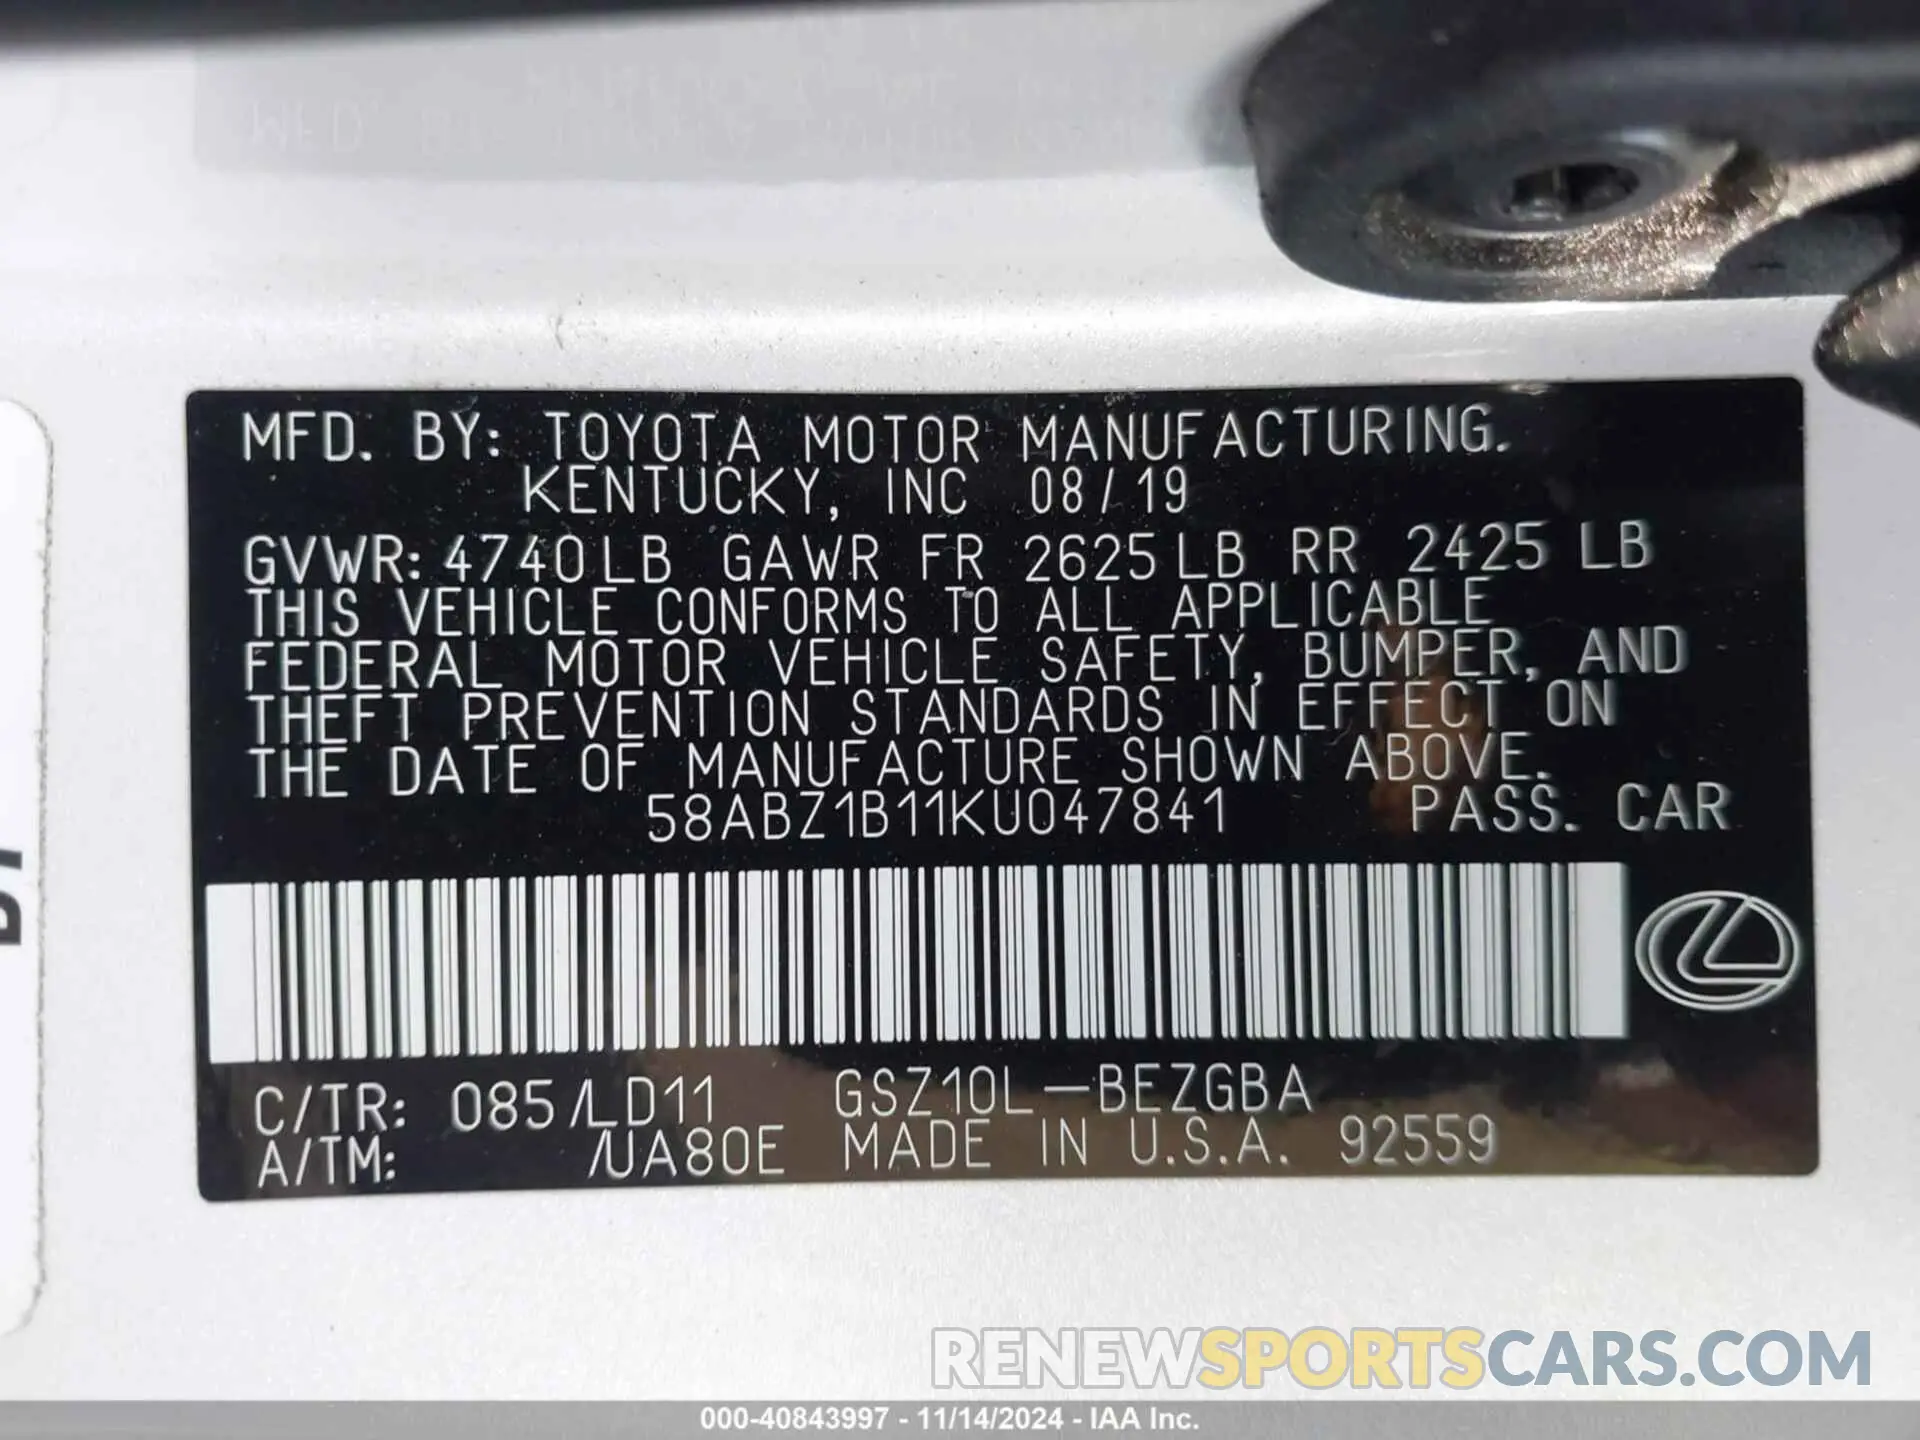 MFD. BY: TOYOTA MOTOR MANUFACTURING.
KENTUCKY, INC 08/19
GVWR: 4740LB GAWR FR 2625LB RR 2425 LB
THIS VEHICLE CONFORMS TO ALL APPLICABLE
FEDERAL MOTOR VEHICLE SAFETY, BUMPER, AND
THEFT PREVENTION STANDARDS IN EFFECT ON
THE DATE OF MANUFACTURE SHOWN ABOVE.
58ABZ1B11KU047841 PASS. CAR
C/TR: 085/LD11 GSZ10L-BEZGBA
A/TM: /UA80E MADE IN U.S.A. 92559
RENEWSPORTSCARS.COM
000-40843997 - 11/14/2024 - IAA Inc.